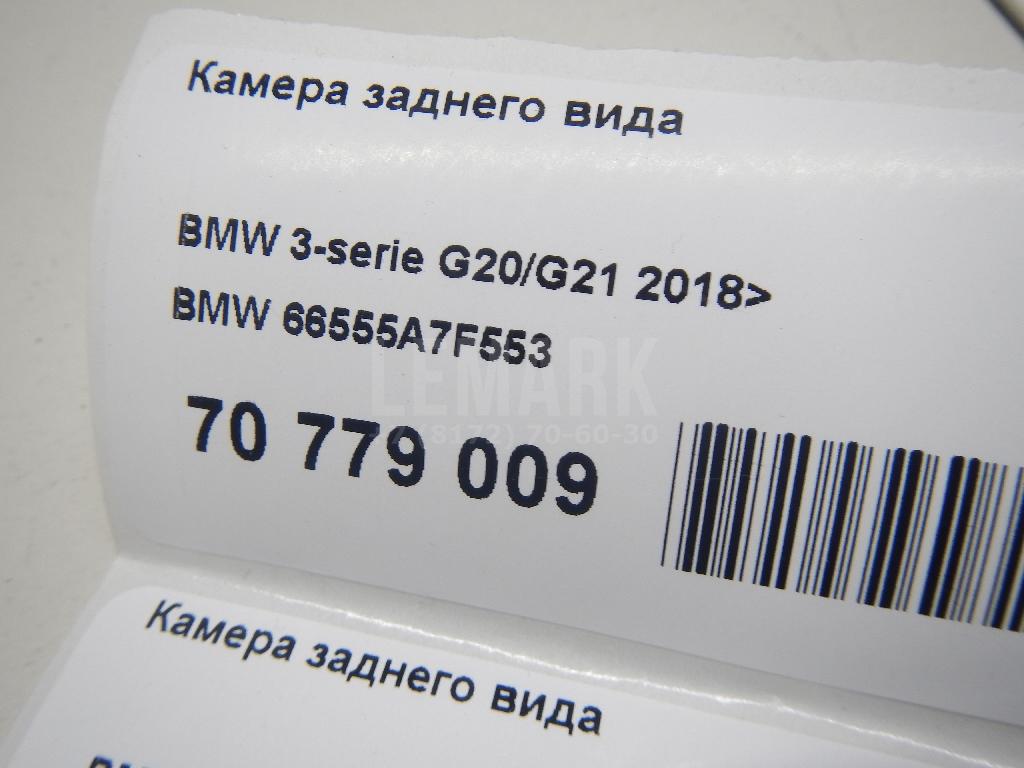 Камера заднего вида
BMW 3-serie G20/G21 2018>
BMW 66555A7F553
LEMARK
(8172) 70-60-30
70 779 009
Камера заднего вида